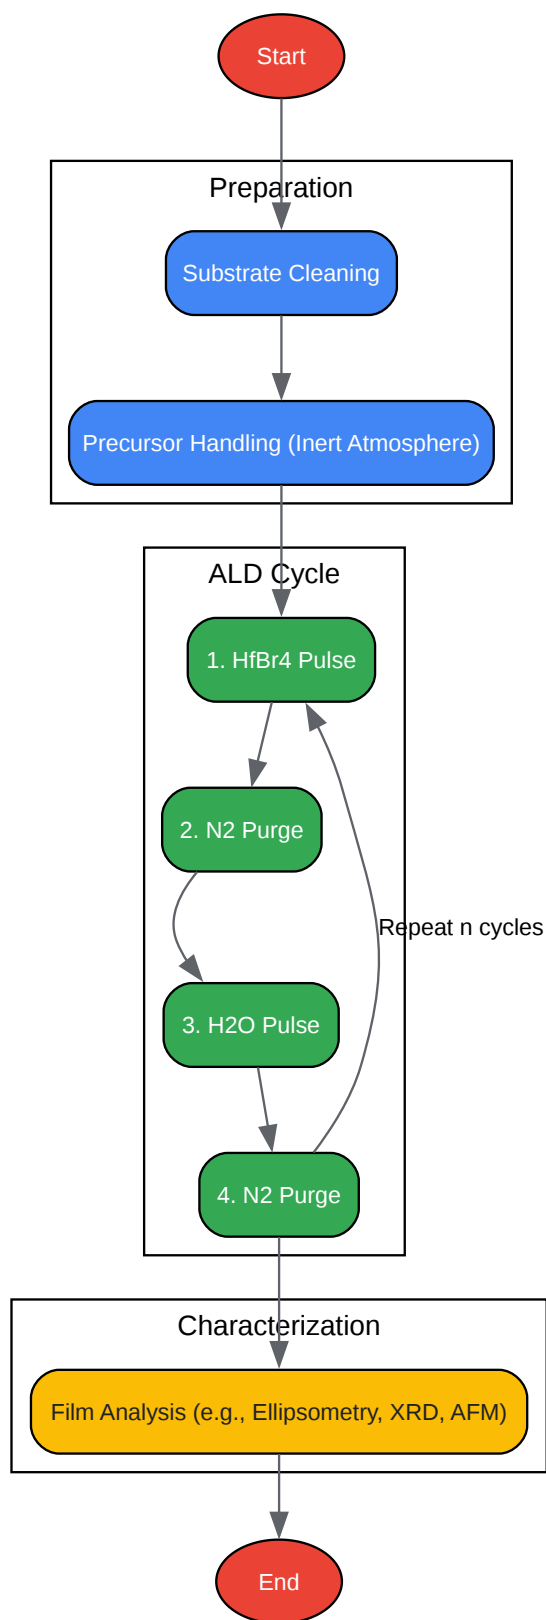 Start
Preparation
Substrate Cleaning
Precursor Handling (Inert Atmosphere)
ALD Cycle
1. HfBr4 Pulse
2. N2 Purge
Repeat n cycles
3. H2O Pulse
4. N2 Purge
Characterization
Film Analysis (e.g., Ellipsometry, XRD, AFM)
End